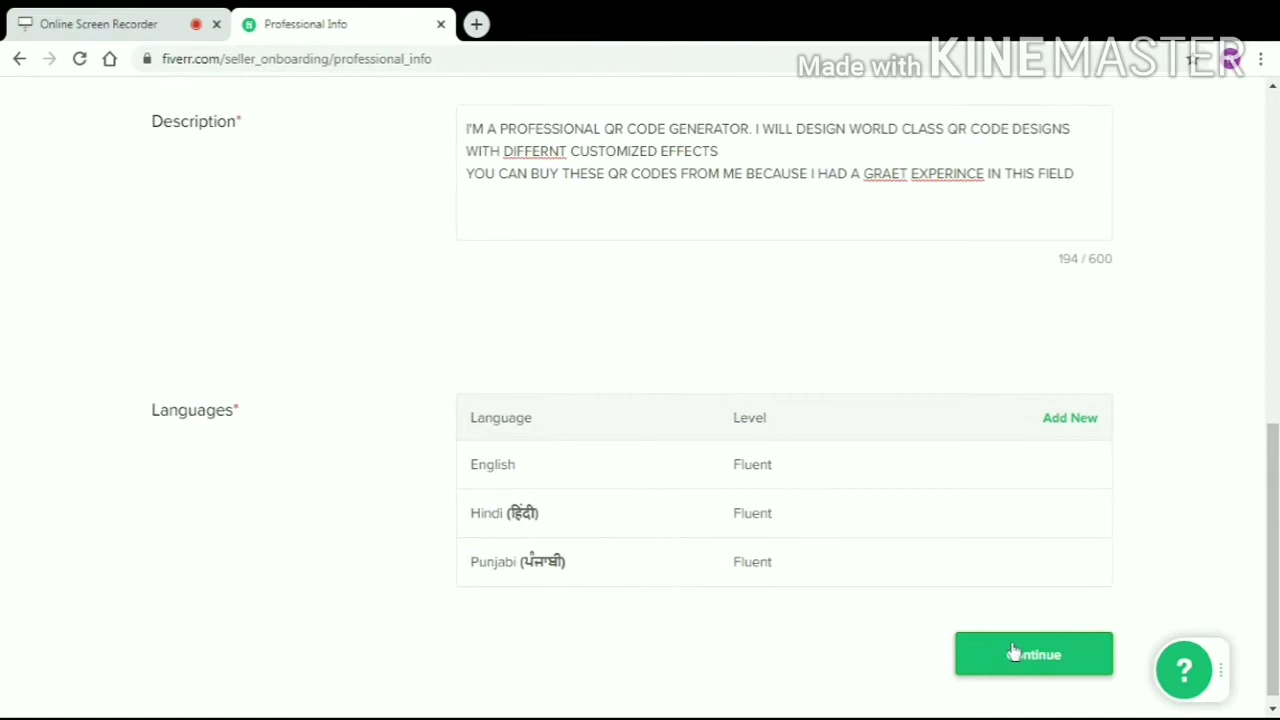 Online Screen Recorder
Professional Info
fiverr.com/seller_onboarding/professional_info
Made with KINEMASTER
Description*
I'M A PROFESSIONAL QR CODE GENERATOR. I WILL DESIGN WORLD CLASS QR CODE DESIGNS
WITH DIFFERNT CUSTOMIZED EFFECTS
YOU CAN BUY THESE QR CODES FROM ME BECAUSE I HAD A GRAET EXPERINCE IN THIS FIELD
194 / 600
Languages*
Language Level Add New
English Fluent
Hindi (हिंदी) Fluent
Punjabi (ਪੰਜਾਬੀ) Fluent
Continue
?